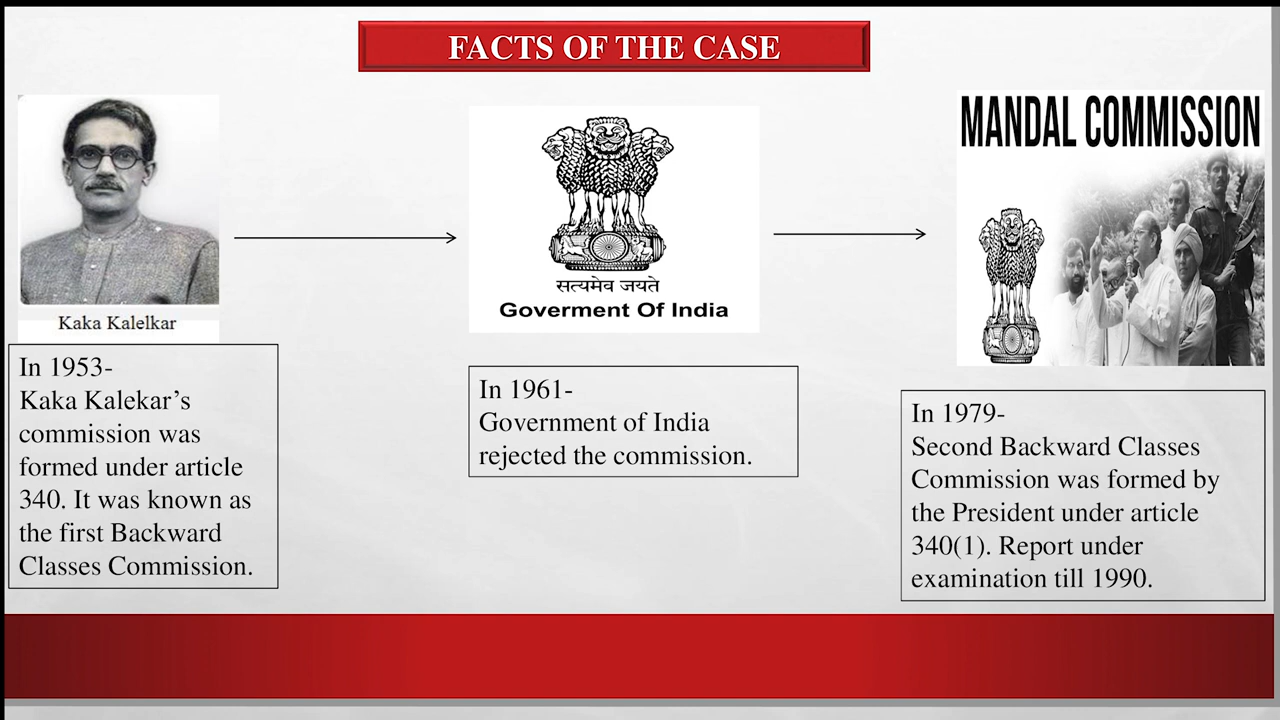 FACTS OF THE CASE
Kaka Kalelkar
In 1953-
Kaka Kalekar’s
commission was
formed under article
340. It was known as
the first Backward
Classes Commission.
सत्यमेव जयते
Goverment Of India
In 1961-
Government of India
rejected the commission.
MANDAL COMMISSION
In 1979-
Second Backward Classes
Commission was formed by
the President under article
340(1). Report under
examination till 1990.